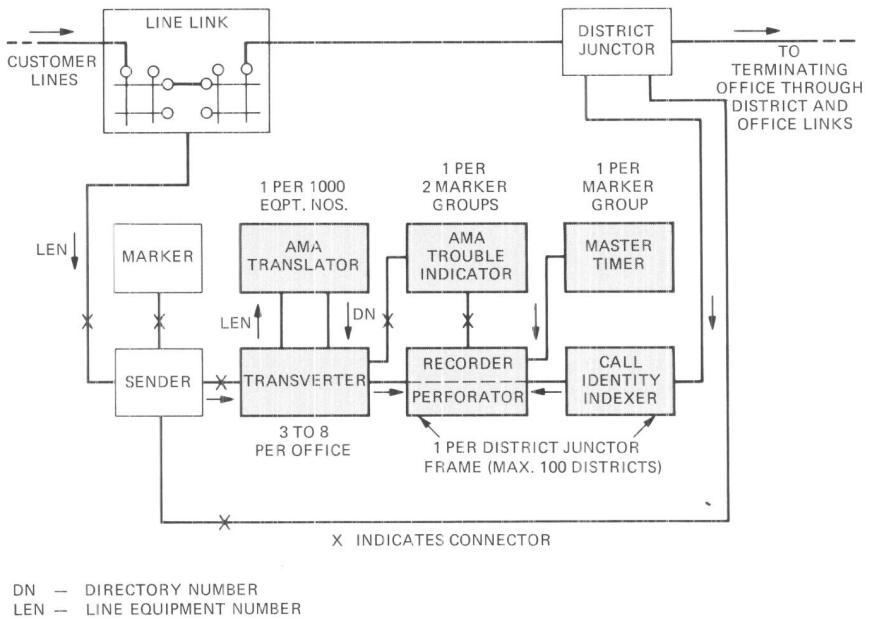 LINE LINK
DISTRICT
JUNCTOR
CUSTOMER
LINES
TO
TERMINATING
OFFICE THROUGH
DISTRICT AND
OFFICE LINKS
1 PER 1000
EQPT. NOS.
1 PER
2 MARKER
GROUPS
1 PER
MARKER
GROUP
LEN
MARKER
AMA
TRANSLATOR
AMA
TROUBLE
INDICATOR
MASTER
TIMER
X
X
LEN
DN
X
X
SENDER
X
TRANSVERTER
RECORDER
PERFORATOR
CALL
IDENTITY
INDEXER
3 TO 8
PER OFFICE
1 PER DISTRICT JUNCTOR
FRAME (MAX. 100 DISTRICTS)
X
X INDICATES CONNECTOR
DN — DIRECTORY NUMBER
LEN — LINE EQUIPMENT NUMBER